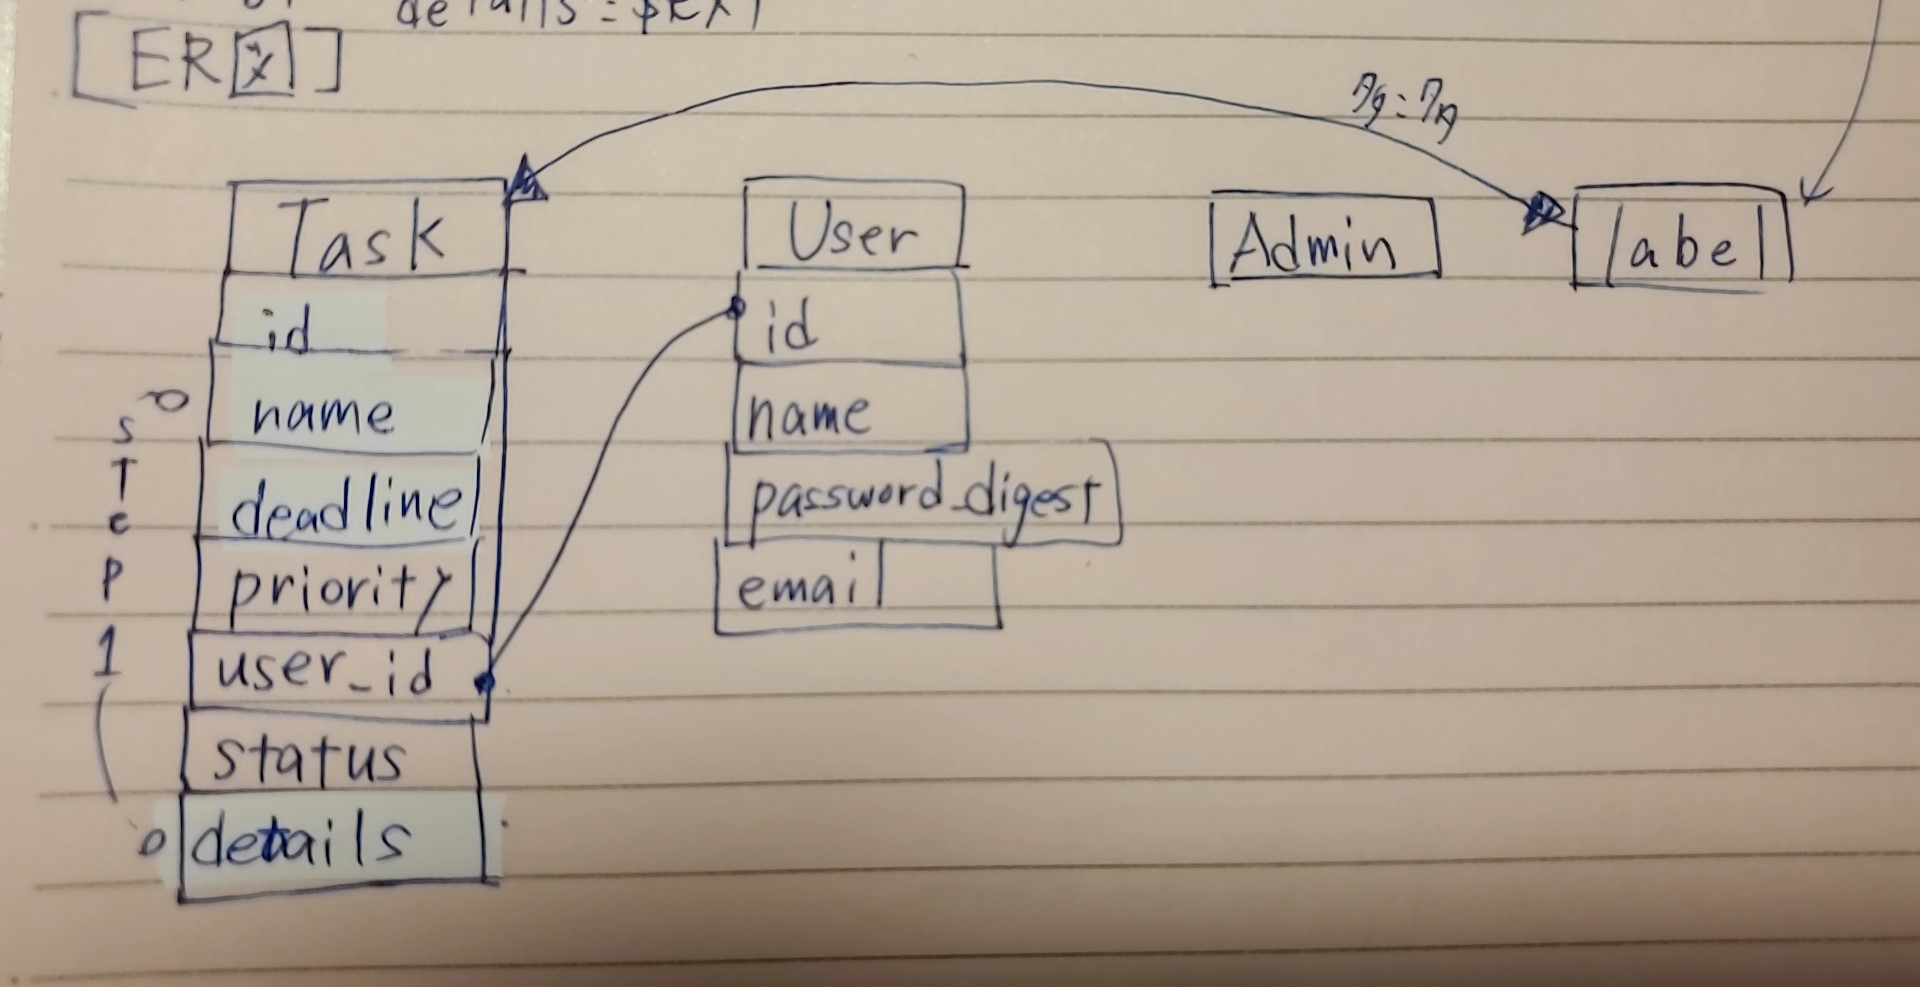 details :
[ER図]
多:多
Task
id
name
deadline
priority
user_id
status
details
User
id
name
password_digest
email
Admin
label
STeP1